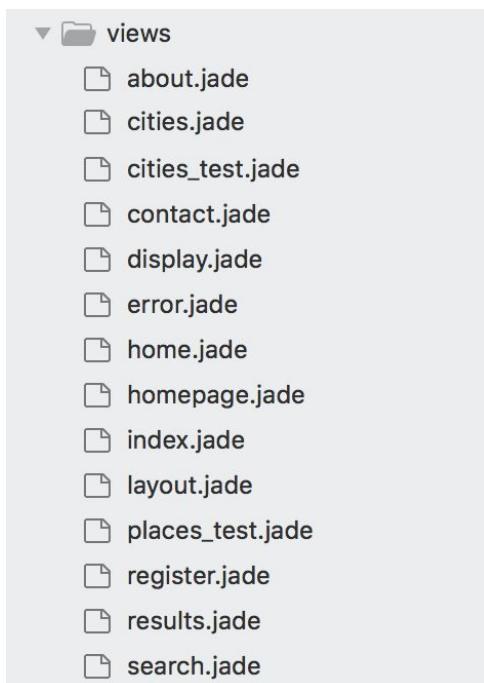 views
about.jade
cities.jade
cities_test.jade
contact.jade
display.jade
error.jade
home.jade
homepage.jade
index.jade
layout.jade
places_test.jade
register.jade
results.jade
search.jade